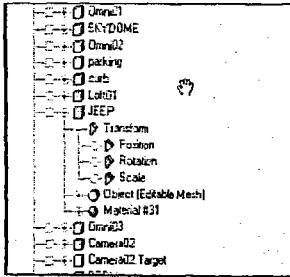 Omni01
SKYDOME
Omni02
parking
curb
Loft01
JEEP
Transform
Position
Rotation
Scale
Object (Editable Mesh)
Material #31
Omni03
Camera02
Camera02 Target